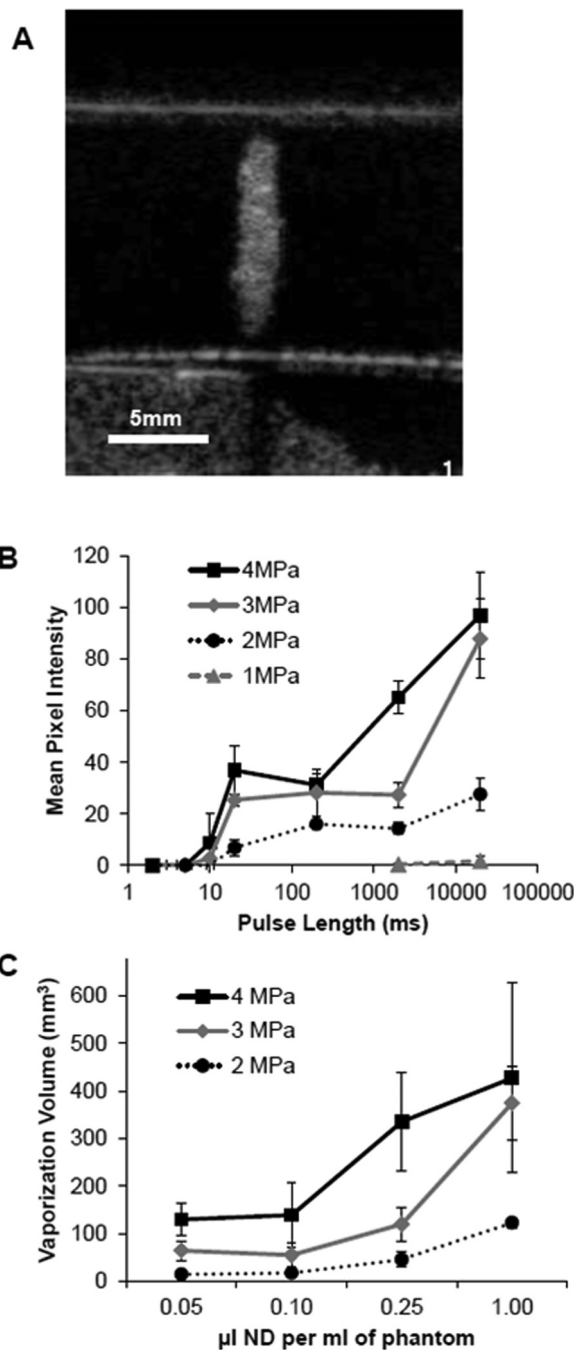 A
5mm
1
B
120
100
80
60
40
20
0
Mean Pixel Intensity
4MPa
3MPa
2MPa
1MPa
1 10 100 1000 10000 100000
Pulse Length (ms)
C
600
500
400
300
200
100
0
Vaporization Volume (mm³)
4 MPa
3 MPa
2 MPa
0.05 0.10 0.25 1.00
µl ND per ml of phantom